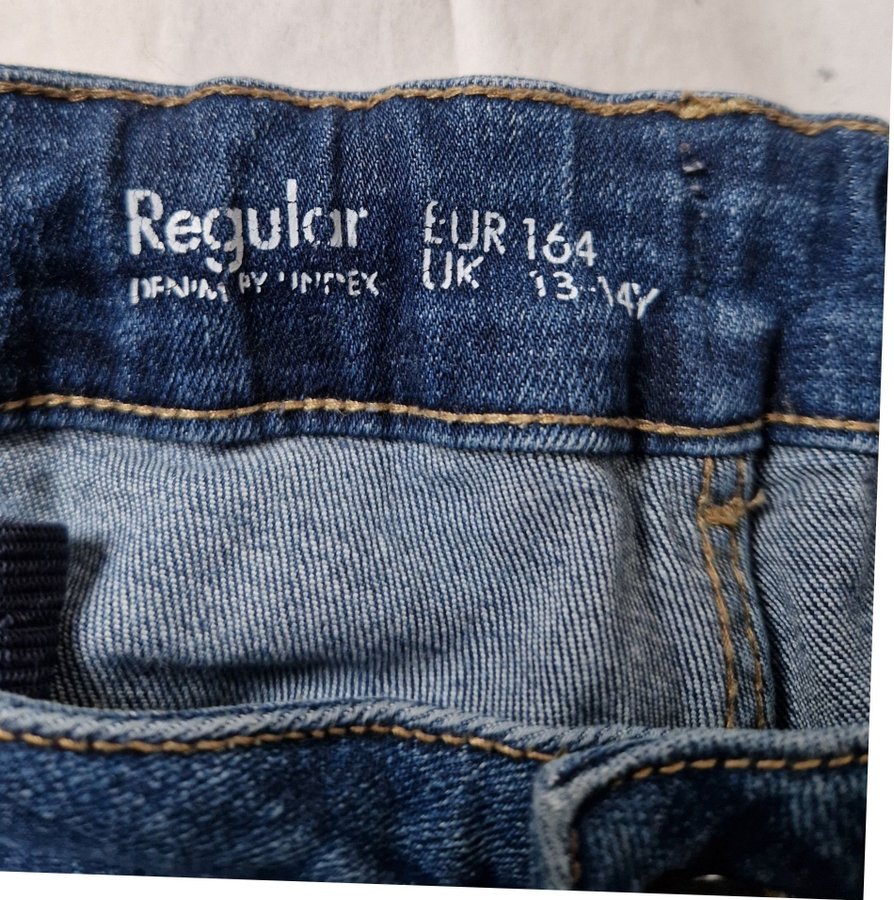 Regular
DENIM BY LINDEX
EUR 164
UK 13-14Y